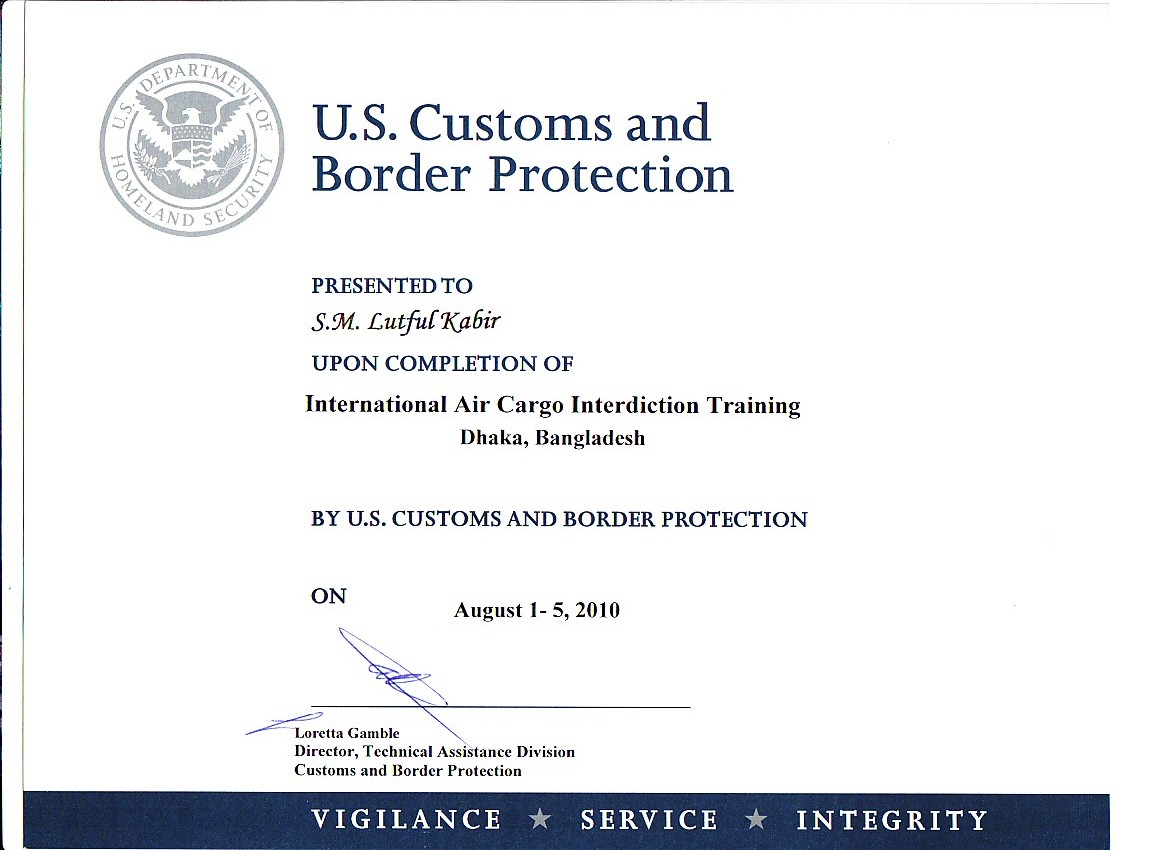 U.S. DEPARTMENT OF
HOMELAND SECURITY
U.S. Customs and
Border Protection
PRESENTED TO
S.M. Lutful Kabir
UPON COMPLETION OF
International Air Cargo Interdiction Training
Dhaka, Bangladesh
BY U.S. CUSTOMS AND BORDER PROTECTION
ON
August 1- 5, 2010
Loretta Gamble
Director, Technical Assistance Division
Customs and Border Protection
VIGILANCE ★ SERVICE ★ INTEGRITY